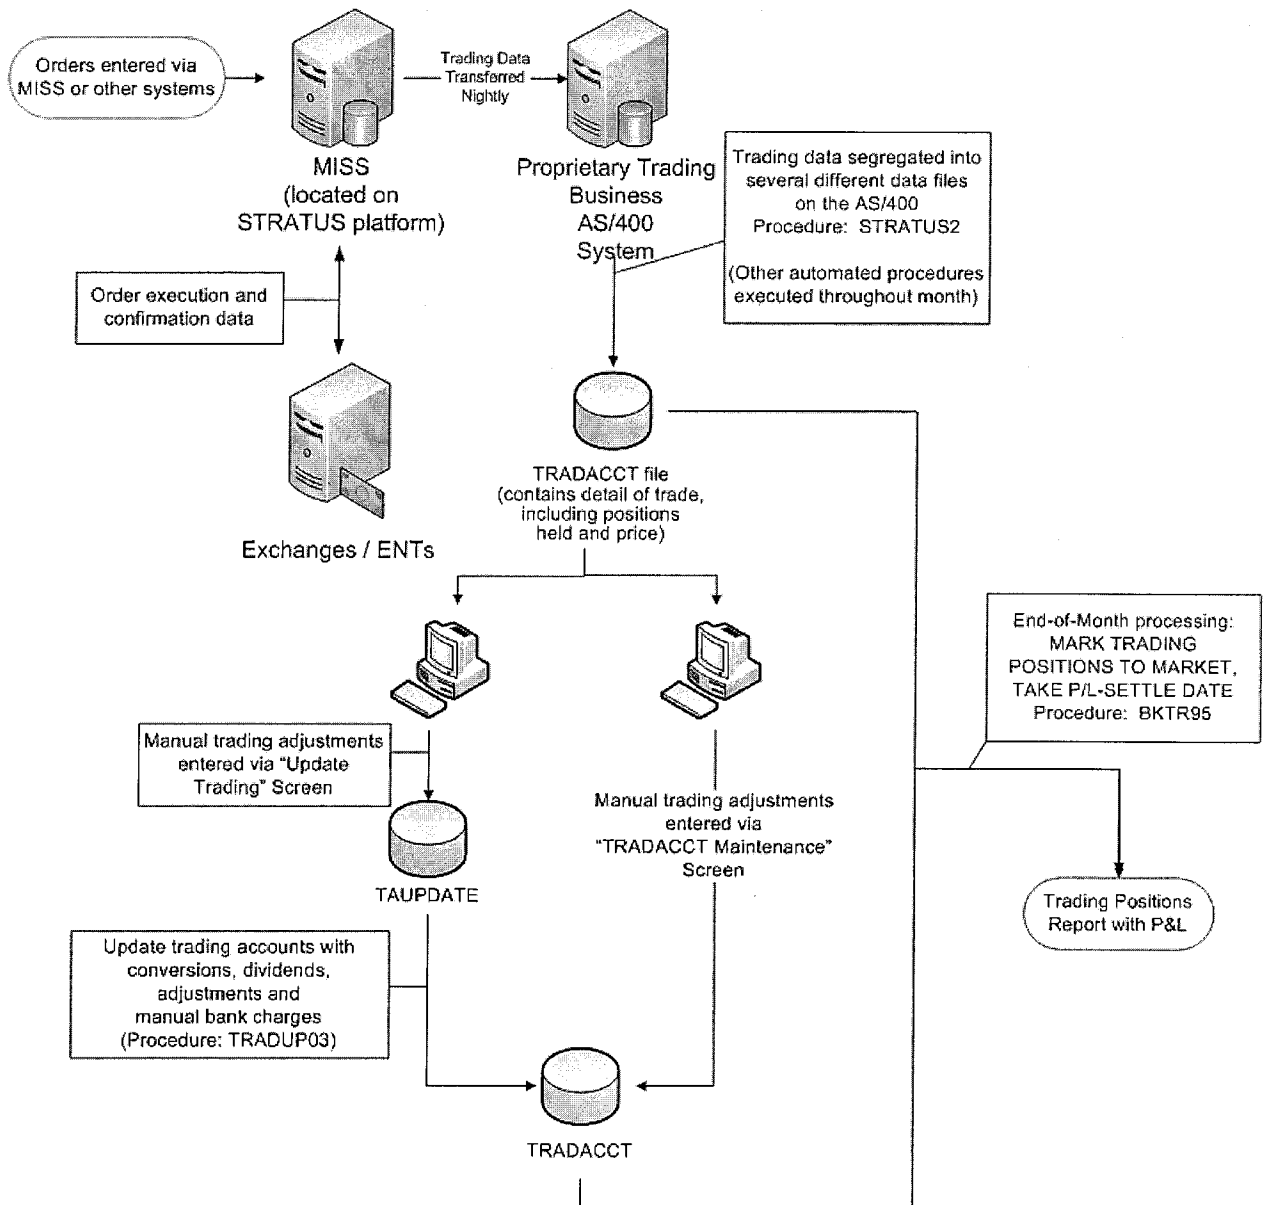 Orders entered via
MISS or other systems
Trading Data
Transferred
Nightly
MISS
(located on
STRATUS platform)
Proprietary Trading
Business
AS/400
System
Trading data segregated into
several different data files
on the AS/400
Procedure: STRATUS2
(Other automated procedures
executed throughout month)
Order execution and
confirmation data
Exchanges / ENTs
TRADACCT file
(contains detail of trade,
including positions
held and price)
End-of-Month processing:
MARK TRADING
POSITIONS TO MARKET,
TAKE P/L-SETTLE DATE
Procedure: BKTR95
Manual trading adjustments
entered via “Update
Trading” Screen
Manual trading adjustments
entered via
“TRADACCT Maintenance”
Screen
TAUPDATE
Trading Positions
Report with P&L
Update trading accounts with
conversions, dividends,
adjustments and
manual bank charges
(Procedure: TRADUP03)
TRADACCT